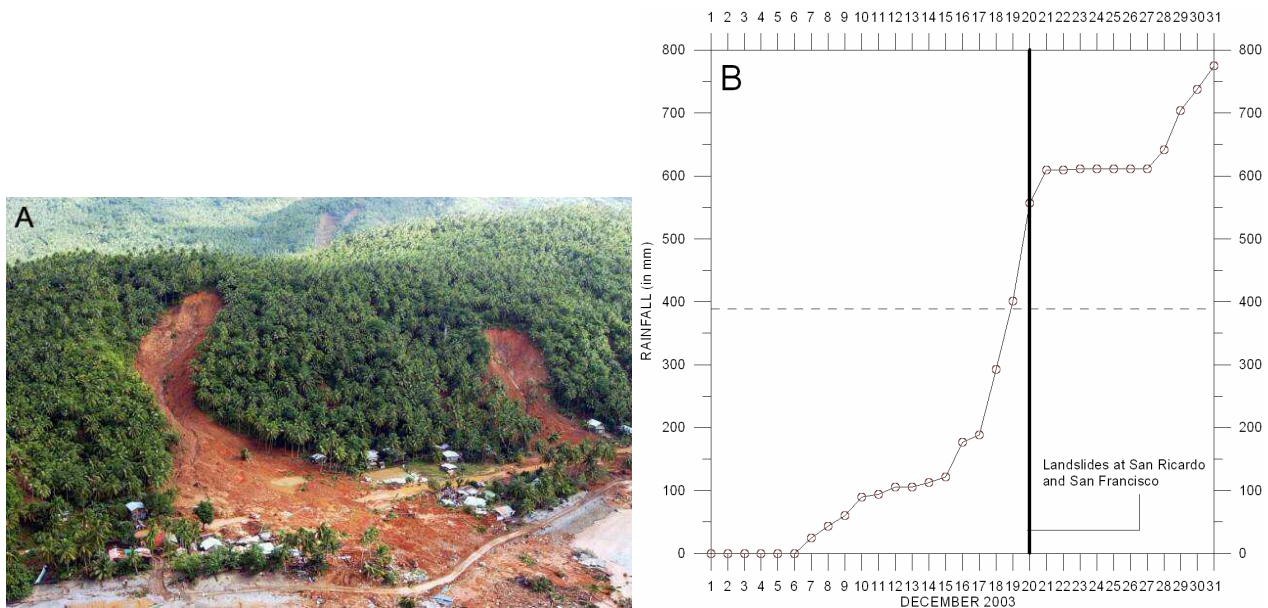 A
B
1 2 3 4 5 6 7 8 9 10 11 12 13 14 15 16 17 18 19 20 21 22 23 24 25 26 27 28 29 30 31
800 800
700 700
600 600
500 500
400 400
300 300
200 200
100 100
0 0
RAINFALL (in mm)
Landslides at San Ricardo
and San Francisco
1 2 3 4 5 6 7 8 9 10 11 12 13 14 15 16 17 18 19 20 21 22 23 24 25 26 27 28 29 30 31
DECEMBER 2003